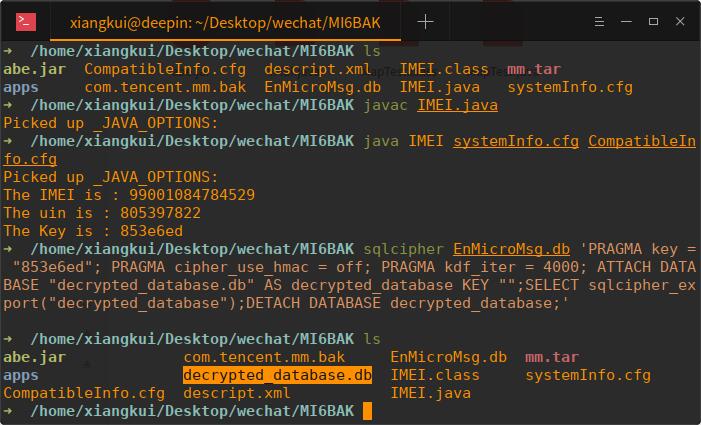 xiangkui@deepin: ~/Desktop/wechat/MI6BAK
➜  /home/xiangkui/Desktop/wechat/MI6BAK ls
abe.jar  CompatibleInfo.cfg  descript.xml   IMEI.class  mm.tar
apps     com.tencent.mm.bak  EnMicroMsg.db  IMEI.java   systemInfo.cfg
➜  /home/xiangkui/Desktop/wechat/MI6BAK javac IMEI.java
Picked up _JAVA_OPTIONS:
➜  /home/xiangkui/Desktop/wechat/MI6BAK java IMEI systemInfo.cfg CompatibleIn
fo.cfg
Picked up _JAVA_OPTIONS:
The IMEI is : 99001084784529
The uin is : 805397822
The Key is : 853e6ed
➜  /home/xiangkui/Desktop/wechat/MI6BAK sqlcipher EnMicroMsg.db 'PRAGMA key =
 "853e6ed"; PRAGMA cipher_use_hmac = off; PRAGMA kdf_iter = 4000; ATTACH DATA
BASE "decrypted_database.db" AS decrypted_database KEY "";SELECT sqlcipher_ex
port("decrypted_database");DETACH DATABASE decrypted_database;'
➜  /home/xiangkui/Desktop/wechat/MI6BAK ls
abe.jar             com.tencent.mm.bak     EnMicroMsg.db  mm.tar
apps                decrypted_database.db  IMEI.class     systemInfo.cfg
CompatibleInfo.cfg  descript.xml           IMEI.java
➜  /home/xiangkui/Desktop/wechat/MI6BAK